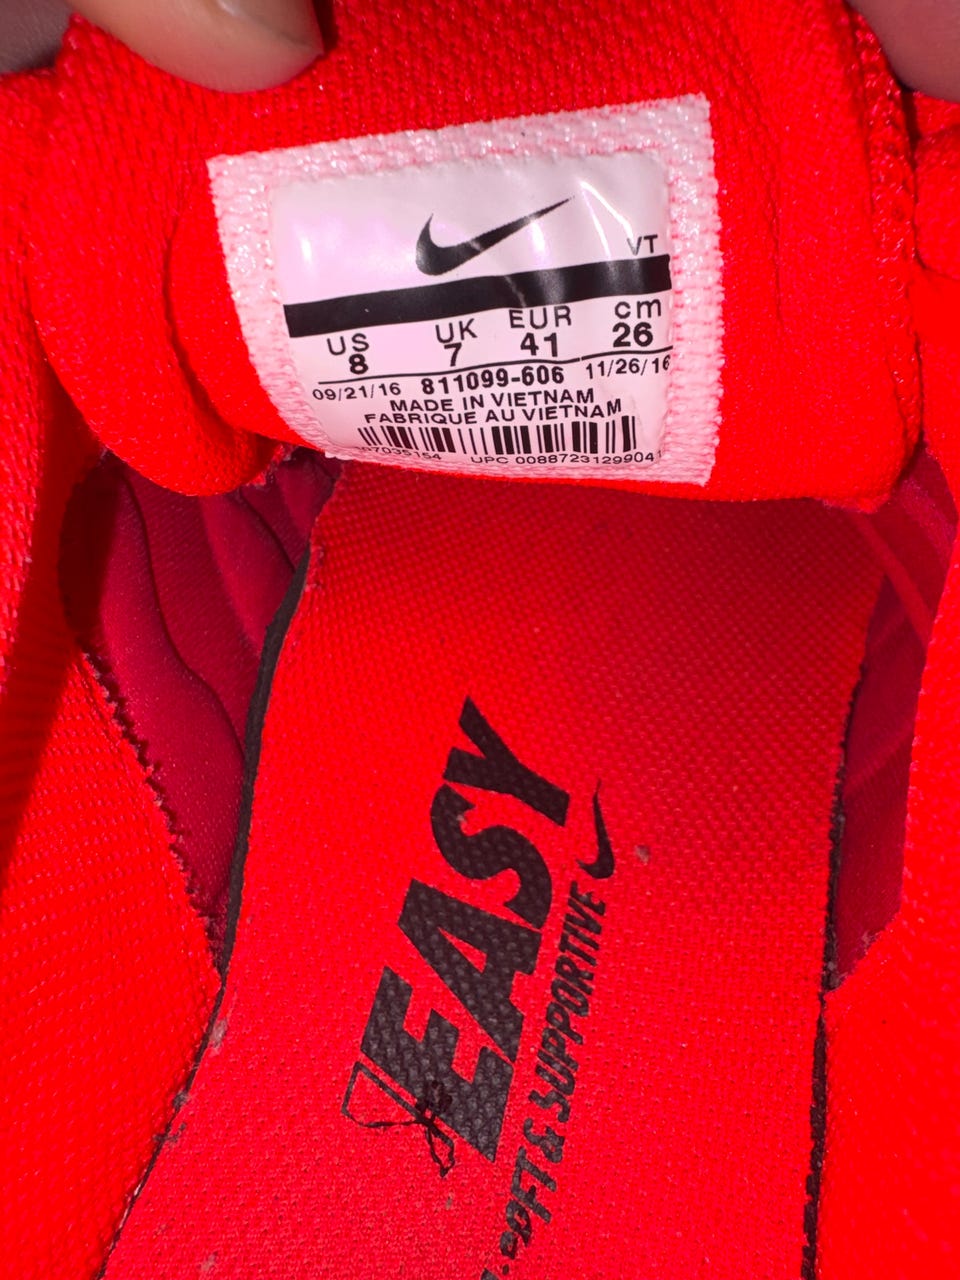 VT
US UK EUR cm
8 7 41 26
09/21/16 811099-606 11/26/16
MADE IN VIETNAM
FABRIQUE AU VIETNAM
UPC 00887231299041
EASY
SUPPORTIVE